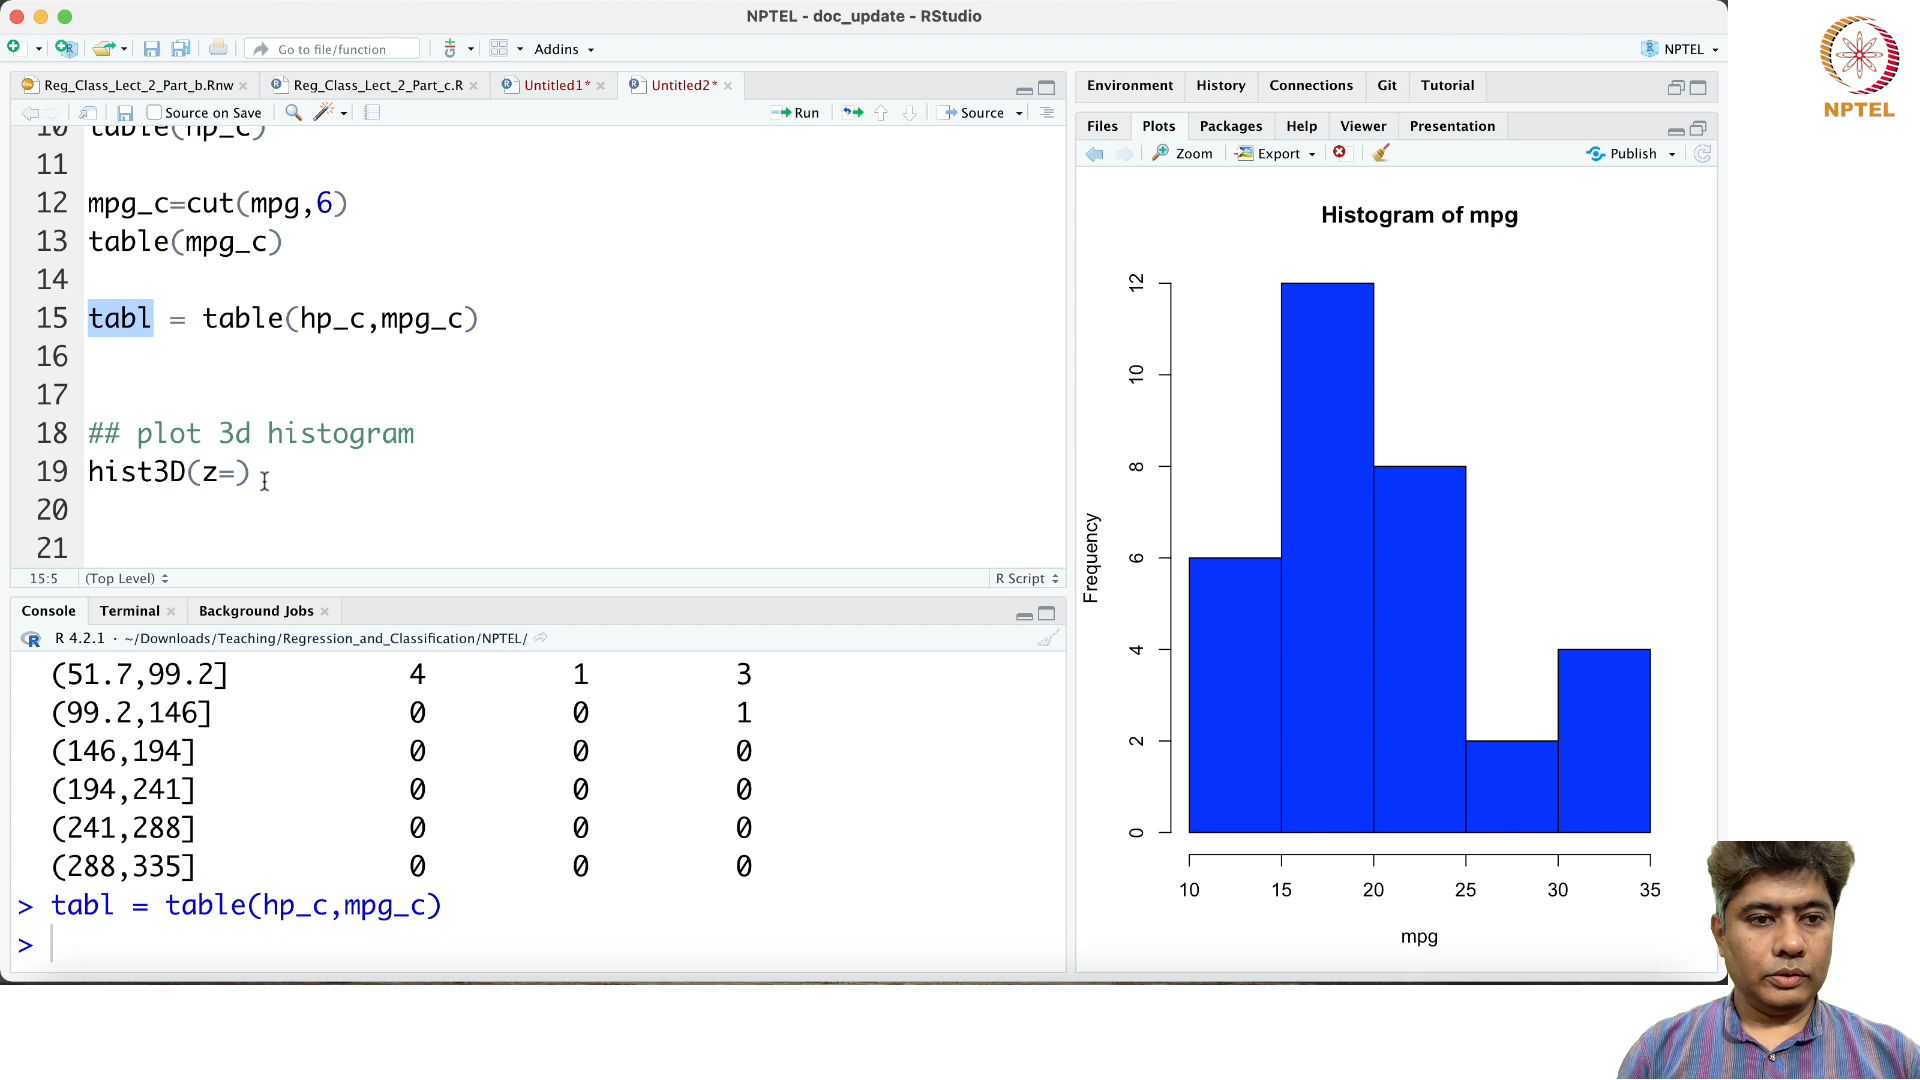 NPTEL - doc_update - RStudio
Go to file/function
Addins
NPTEL
Reg_Class_Lect_2_Part_b.Rnw
Reg_Class_Lect_2_Part_c.R
Untitled1*
Untitled2*
Source on Save
Run
Source
10 table(hp_c)
11
12 mpg_c=cut(mpg,6)
13 table(mpg_c)
14
15 tabl = table(hp_c,mpg_c)
16
17
18 ## plot 3d histogram
19 hist3D(z=)
20
21
15:5 (Top Level) R Script
Console Terminal Background Jobs
R 4.2.1 · ~/Downloads/Teaching/Regression_and_Classification/NPTEL/
(51.7,99.2] 4 1 3
(99.2,146] 0 0 1
(146,194] 0 0 0
(194,241] 0 0 0
(241,288] 0 0 0
(288,335] 0 0 0
> tabl = table(hp_c,mpg_c)
>
Environment History Connections Git Tutorial
Files Plots Packages Help Viewer Presentation
Zoom Export Publish
Histogram of mpg
Frequency
12
10
8
6
4
2
0
10 15 20 25 30 35
mpg
NPTEL